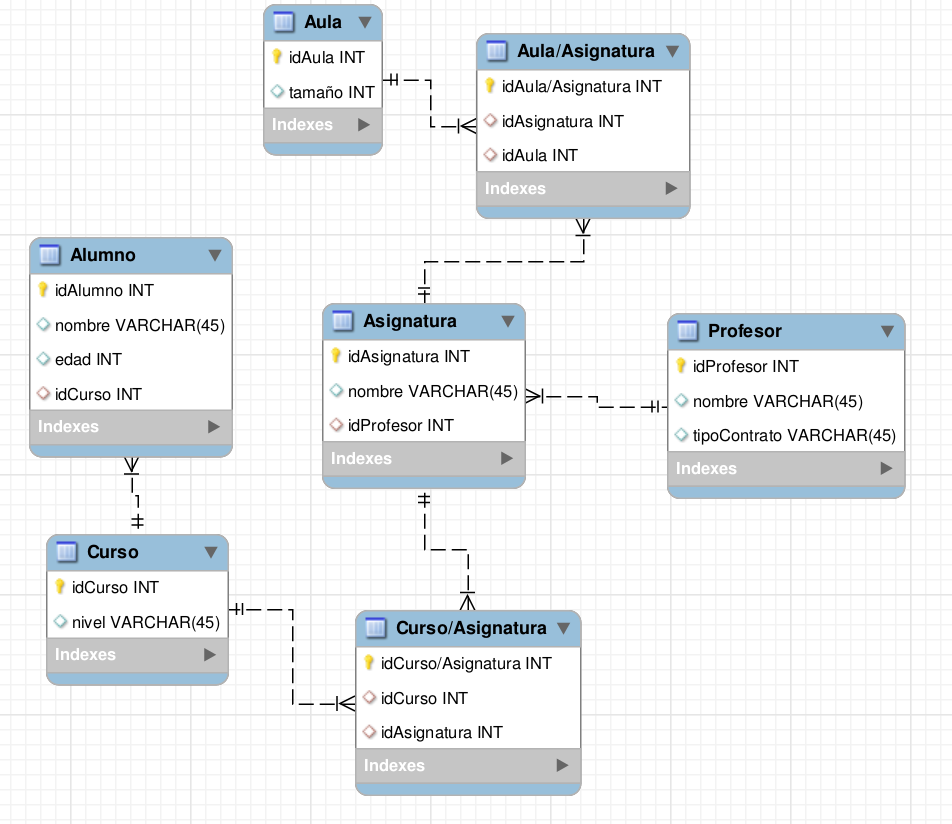 Aula
idAula INT
tamaño INT
Indexes
Aula/Asignatura
idAula/Asignatura INT
idAsignatura INT
idAula INT
Indexes
Alumno
idAlumno INT
nombre VARCHAR(45)
edad INT
idCurso INT
Indexes
Asignatura
idAsignatura INT
nombre VARCHAR(45)
idProfesor INT
Indexes
Profesor
idProfesor INT
nombre VARCHAR(45)
tipoContrato VARCHAR(45)
Indexes
Curso
idCurso INT
nivel VARCHAR(45)
Indexes
Curso/Asignatura
idCurso/Asignatura INT
idCurso INT
idAsignatura INT
Indexes